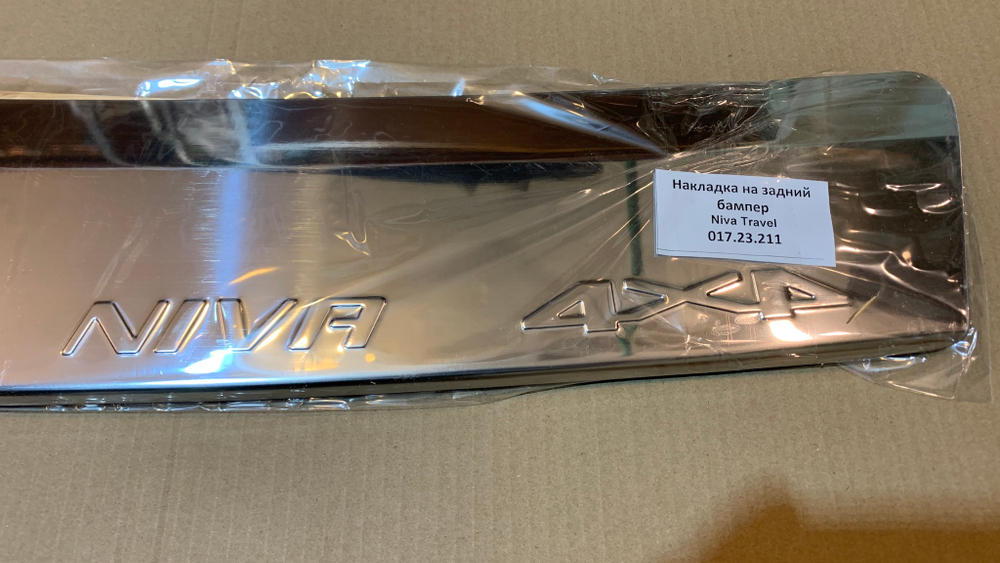 Накладка на задний
бампер
Niva Travel
017.23.211
NIVA 4X4